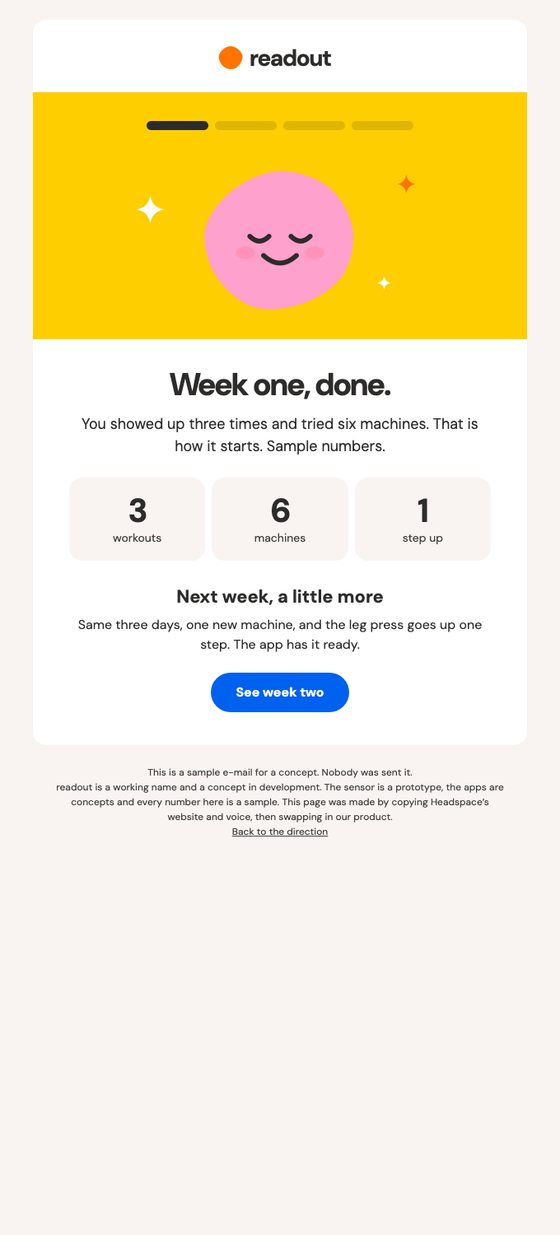 readout
Week one, done.
You showed up three times and tried six machines. That is
how it starts. Sample numbers.
3
workouts
6
machines
1
step up
Next week, a little more
Same three days, one new machine, and the leg press goes up one
step. The app has it ready.
See week two
This is a sample e-mail for a concept. Nobody was sent it.
readout is a working name and a concept in development. The sensor is a prototype, the apps are
concepts and every number here is a sample. This page was made by copying Headspace’s
website and voice, then swapping in our product.
Back to the direction